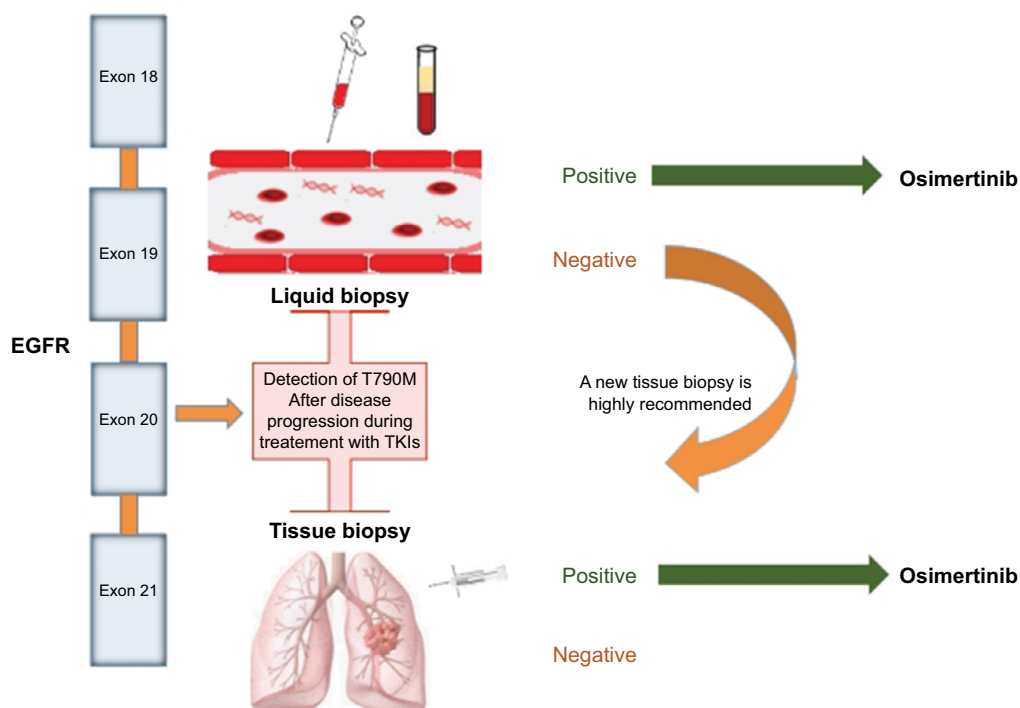 EGFR
Exon 18
Exon 19
Exon 20
Exon 21
Liquid biopsy
Detection of T790M
After disease
progression during
treatement with TKIs
Tissue biopsy
Positive
Osimertinib
Negative
A new tissue biopsy is
highly recommended
Positive
Osimertinib
Negative